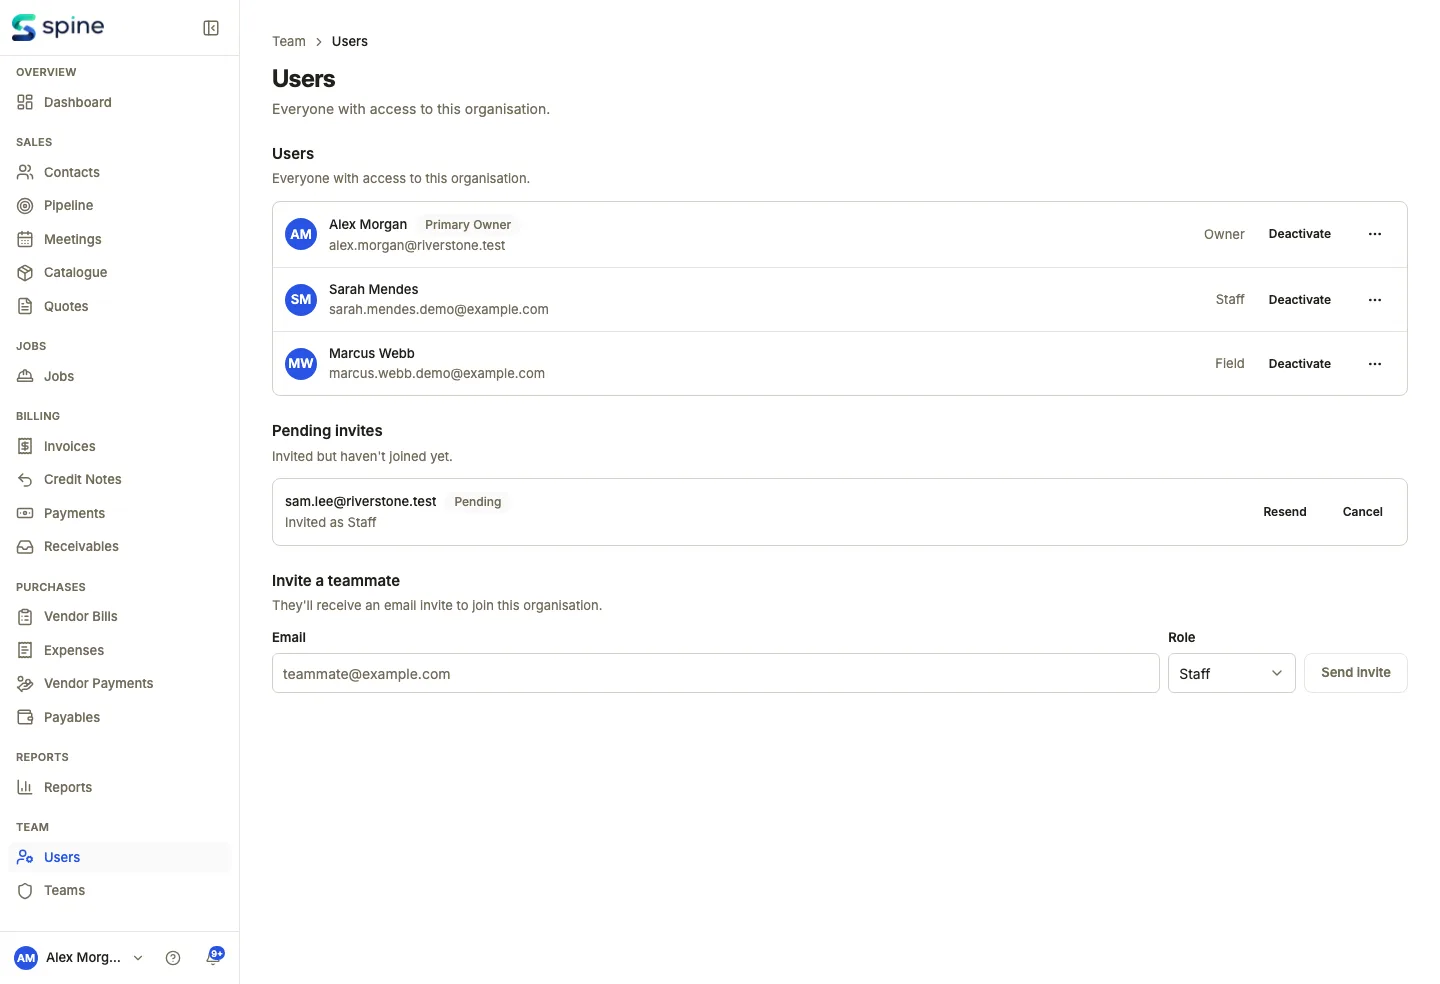 spine
OVERVIEW
Dashboard
SALES
Contacts
Pipeline
Meetings
Catalogue
Quotes
JOBS
Jobs
BILLING
Invoices
Credit Notes
Payments
Receivables
PURCHASES
Vendor Bills
Expenses
Vendor Payments
Payables
REPORTS
Reports
TEAM
Users
Teams
AM Alex Morg... 9+
Team > Users
Users
Everyone with access to this organisation.
Users
Everyone with access to this organisation.
AM Alex Morgan Primary Owner
alex.morgan@riverstone.test
Owner Deactivate ...
SM Sarah Mendes
sarah.mendes.demo@example.com
Staff Deactivate ...
MW Marcus Webb
marcus.webb.demo@example.com
Field Deactivate ...
Pending invites
Invited but haven't joined yet.
sam.lee@riverstone.test Pending
Invited as Staff
Resend Cancel
Invite a teammate
They'll receive an email invite to join this organisation.
Email Role
teammate@example.com Staff Send invite